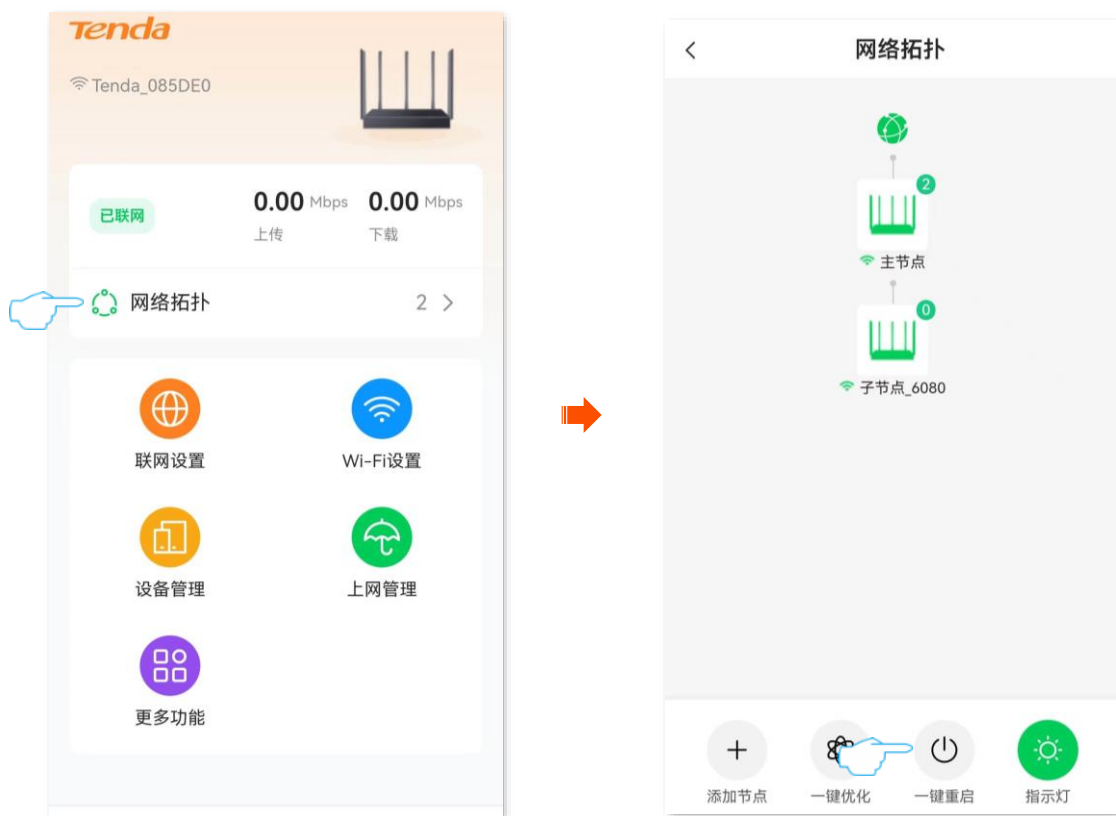 Tenda
Tenda_085DE0
已联网
0.00 Mbps 0.00 Mbps
上传 下载
网络拓扑 2
联网设置 Wi-Fi设置
设备管理 上网管理
更多功能
网络拓扑
2
主节点
0
子节点_6080
添加节点 一键优化 一键重启 指示灯